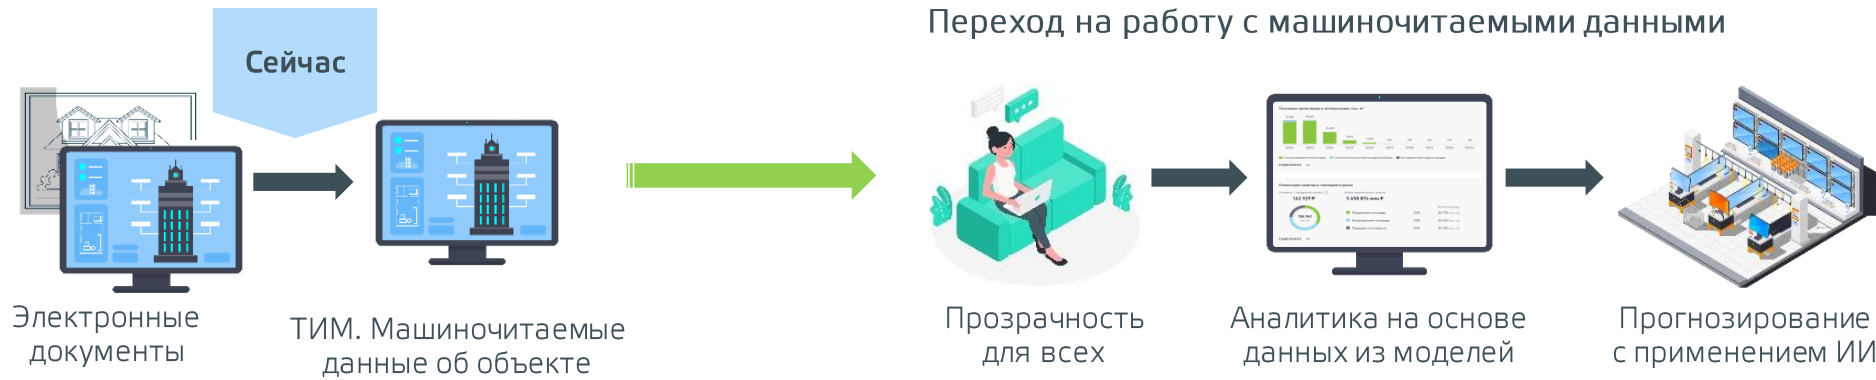 Переход на работу с машиночитаемыми данными
Сейчас
Электронные
документы
ТИМ. Машиночитаемые
данные об объекте
Прозрачность
для всех
Аналитика на основе
данных из моделей
Прогнозирование
с применением ИИ